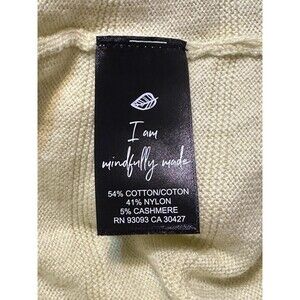 I am
mindfully made
54% COTTON/COTON
41% NYLON
5% CASHMERE
RN 93093 CA 30427